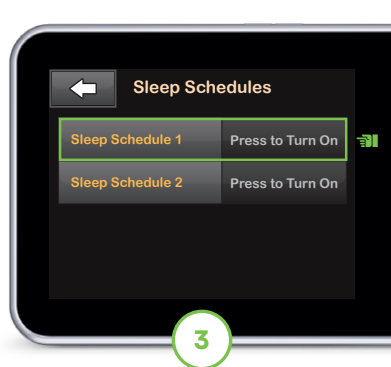 Sleep Schedules
Sleep Schedule 1 Press to Turn On
Sleep Schedule 2 Press to Turn On
3